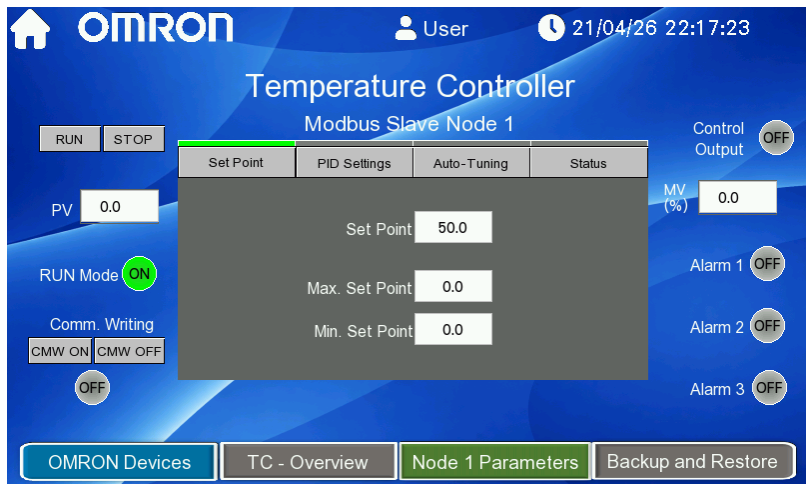 OMRON
User
21/04/26 22:17:23
Temperature Controller
Modbus Slave Node 1
RUN STOP
Control
Output
OFF
Set Point PID Settings Auto-Tuning Status
PV 0.0
MV
(%)
0.0
Set Point 50.0
RUN Mode ON
Alarm 1 OFF
Max. Set Point 0.0
Comm. Writing
Min. Set Point 0.0
Alarm 2 OFF
CMW ON CMW OFF
OFF
Alarm 3 OFF
OMRON Devices TC - Overview Node 1 Parameters Backup and Restore